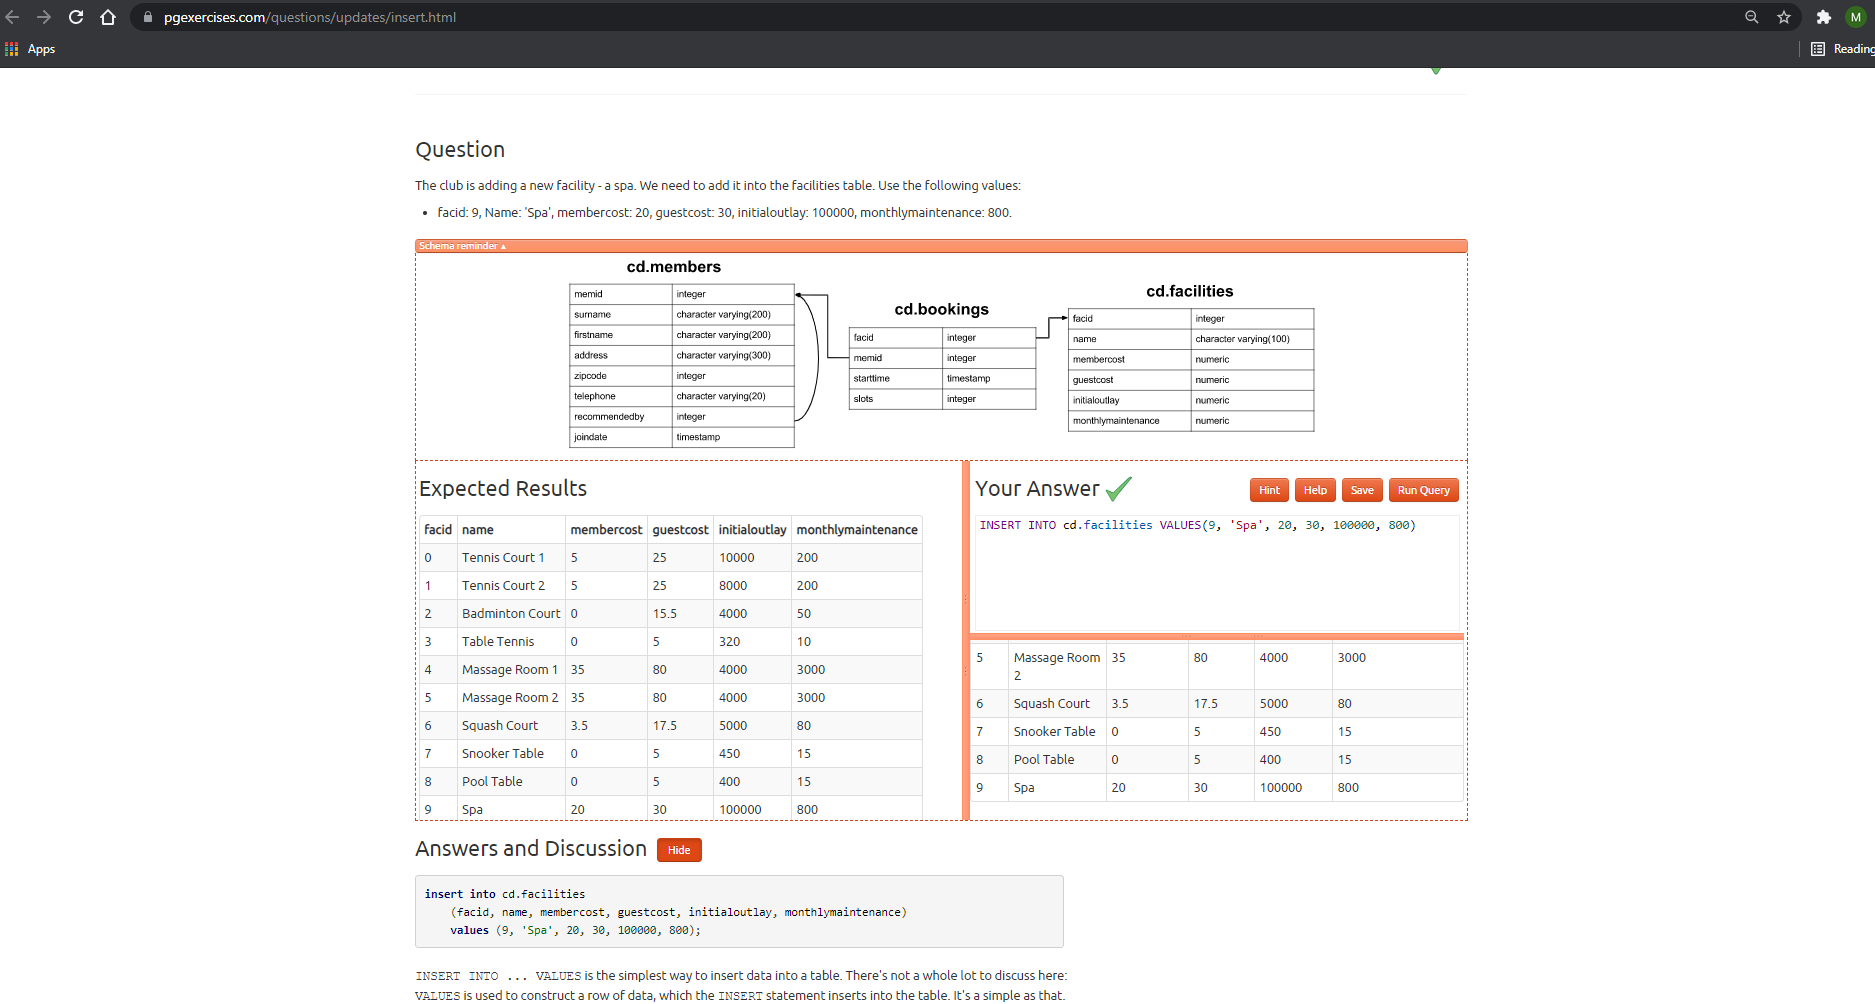 pgexercises.com/questions/updates/insert.html
M
Apps
Reading
Question
The club is adding a new facility - a spa. We need to add it into the facilities table. Use the following values:
• facid: 9, Name: 'Spa', membercost: 20, guestcost: 30, initialoutlay: 100000, monthlymaintenance: 800.
Schema reminder ▴
cd.members
memid integer
surname character varying(200)
firstname character varying(200)
address character varying(300)
zipcode integer
telephone character varying(20)
recommendedby integer
joindate timestamp
cd.bookings
facid integer
memid integer
starttime timestamp
slots integer
cd.facilities
facid integer
name character varying(100)
membercost numeric
guestcost numeric
initialoutlay numeric
monthlymaintenance numeric
Expected Results
facid name membercost guestcost initialoutlay monthlymaintenance
0 Tennis Court 1 5 25 10000 200
1 Tennis Court 2 5 25 8000 200
2 Badminton Court 0 15.5 4000 50
3 Table Tennis 0 5 320 10
4 Massage Room 1 35 80 4000 3000
5 Massage Room 2 35 80 4000 3000
6 Squash Court 3.5 17.5 5000 80
7 Snooker Table 0 5 450 15
8 Pool Table 0 5 400 15
9 Spa 20 30 100000 800
Your Answer
Hint Help Save Run Query
INSERT INTO cd.facilities VALUES(9, 'Spa', 20, 30, 100000, 800)
5 Massage Room 35 80 4000 3000
2
6 Squash Court 3.5 17.5 5000 80
7 Snooker Table 0 5 450 15
8 Pool Table 0 5 400 15
9 Spa 20 30 100000 800
Answers and Discussion Hide
insert into cd.facilities
(facid, name, membercost, guestcost, initialoutlay, monthlymaintenance)
values (9, 'Spa', 20, 30, 100000, 800);
INSERT INTO ... VALUES is the simplest way to insert data into a table. There's not a whole lot to discuss here:
VALUES is used to construct a row of data, which the INSERT statement inserts into the table. It's a simple as that.